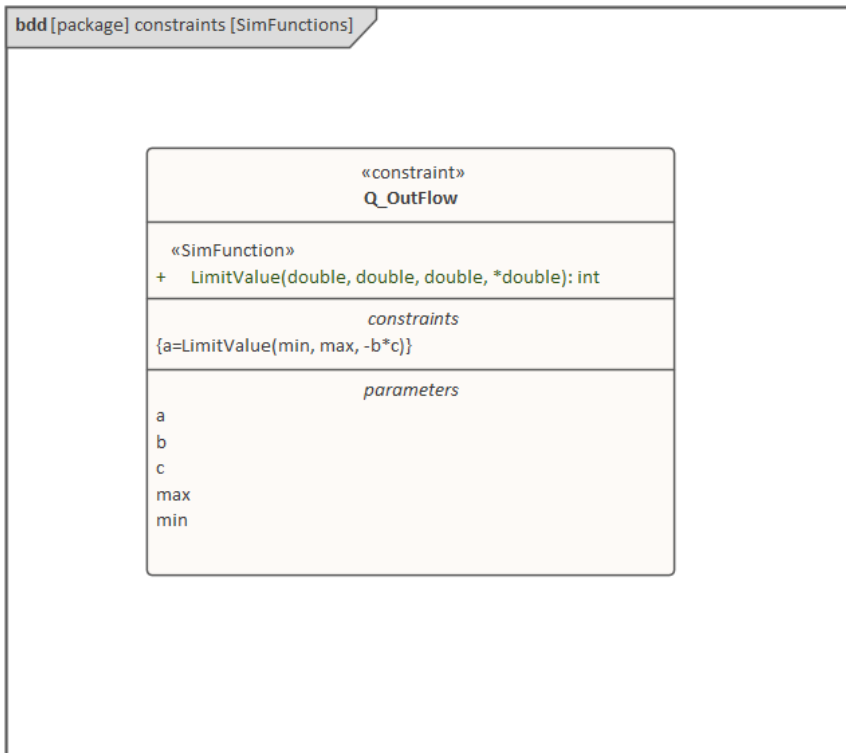 bdd [package] constraints [SimFunctions]
«constraint»
Q_OutFlow
«SimFunction»
+ LimitValue(double, double, double, *double): int
constraints
{a=LimitValue(min, max, -b*c)}
parameters
a
b
c
max
min